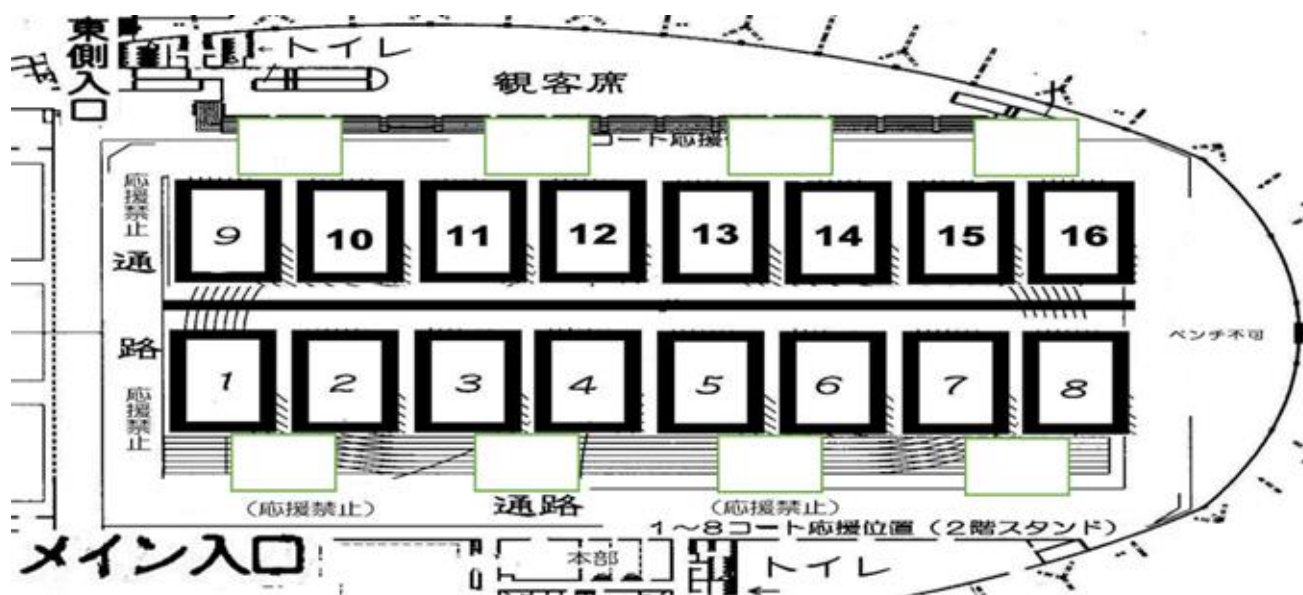 東側入口
←トイレ
観客席
コート応援
応援禁止
9
10
11
12
13
14
15
16
通路
ベンチ不可
1
2
3
4
5
6
7
8
応援禁止
(応援禁止)
通路
(応援禁止)
1~8コート応援位置(2階スタンド)
メイン入口
本部
トイレ
←